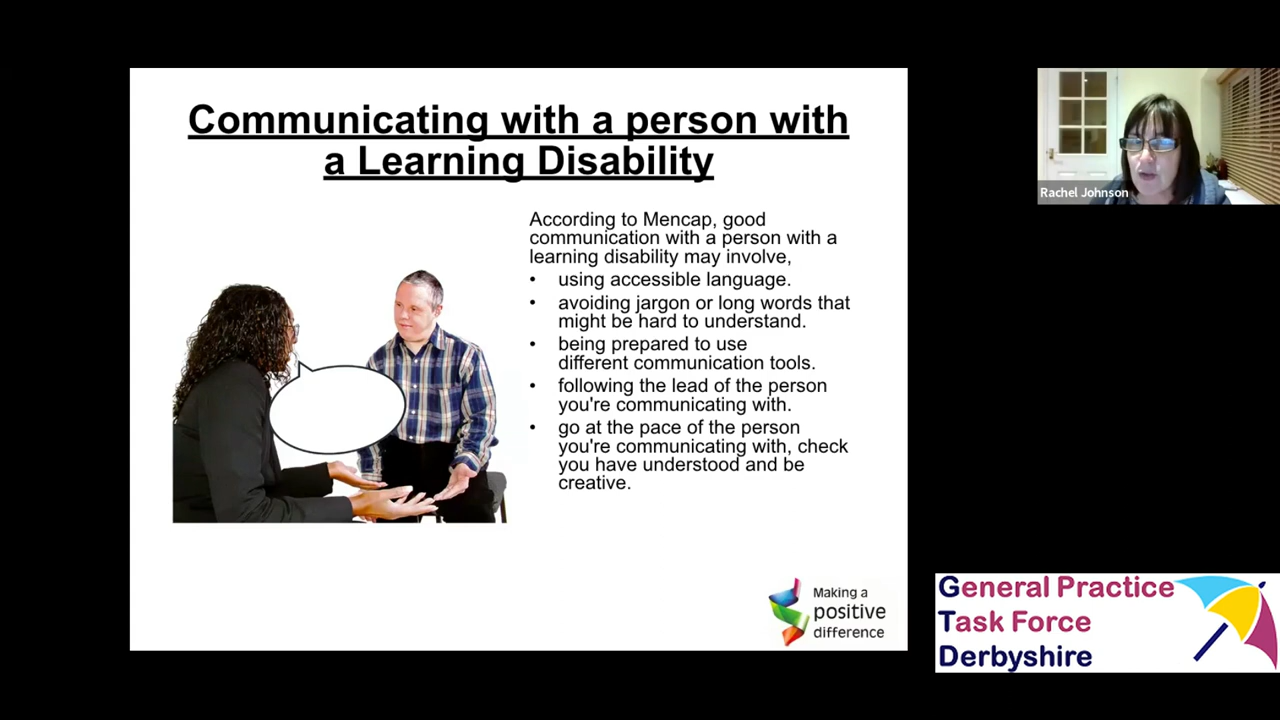 Communicating with a person with
a Learning Disability
According to Mencap, good
communication with a person with a
learning disability may involve,
• using accessible language.
• avoiding jargon or long words that
might be hard to understand.
• being prepared to use
different communication tools.
• following the lead of the person
you're communicating with.
• go at the pace of the person
you're communicating with, check
you have understood and be
creative.
Making a
positive
difference
Rachel Johnson
General Practice
Task Force
Derbyshire